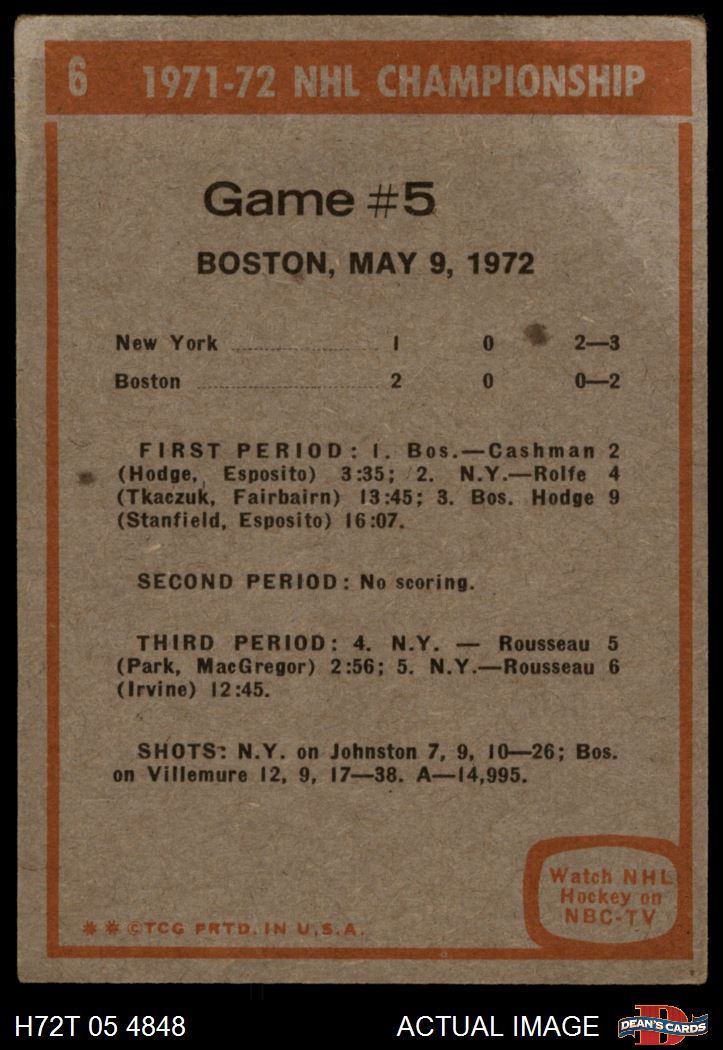 6 1971-72 NHL CHAMPIONSHIP
Game #5
BOSTON, MAY 9, 1972
New York 1 0 2—3
Boston 2 0 0—2
FIRST PERIOD: 1. Bos.—Cashman 2
(Hodge, Esposito) 3:35; 2. N.Y.—Rolfe 4
(Tkaczuk, Fairbairn) 13:45; 3. Bos. Hodge 9
(Stanfield, Esposito) 16:07.
SECOND PERIOD: No scoring.
THIRD PERIOD: 4. N.Y. — Rousseau 5
(Park, MacGregor) 2:56; 5. N.Y.—Rousseau 6
(Irvine) 12:45.
SHOTS: N.Y. on Johnston 7, 9, 10—26; Bos.
on Villemure 12, 9, 17—38. A—14,995.
Watch NHL
Hockey on
NBC-TV
** ©TCG PRTD. IN U.S.A.
H72T 05 4848 ACTUAL IMAGE
D
DEAN'S CARDS